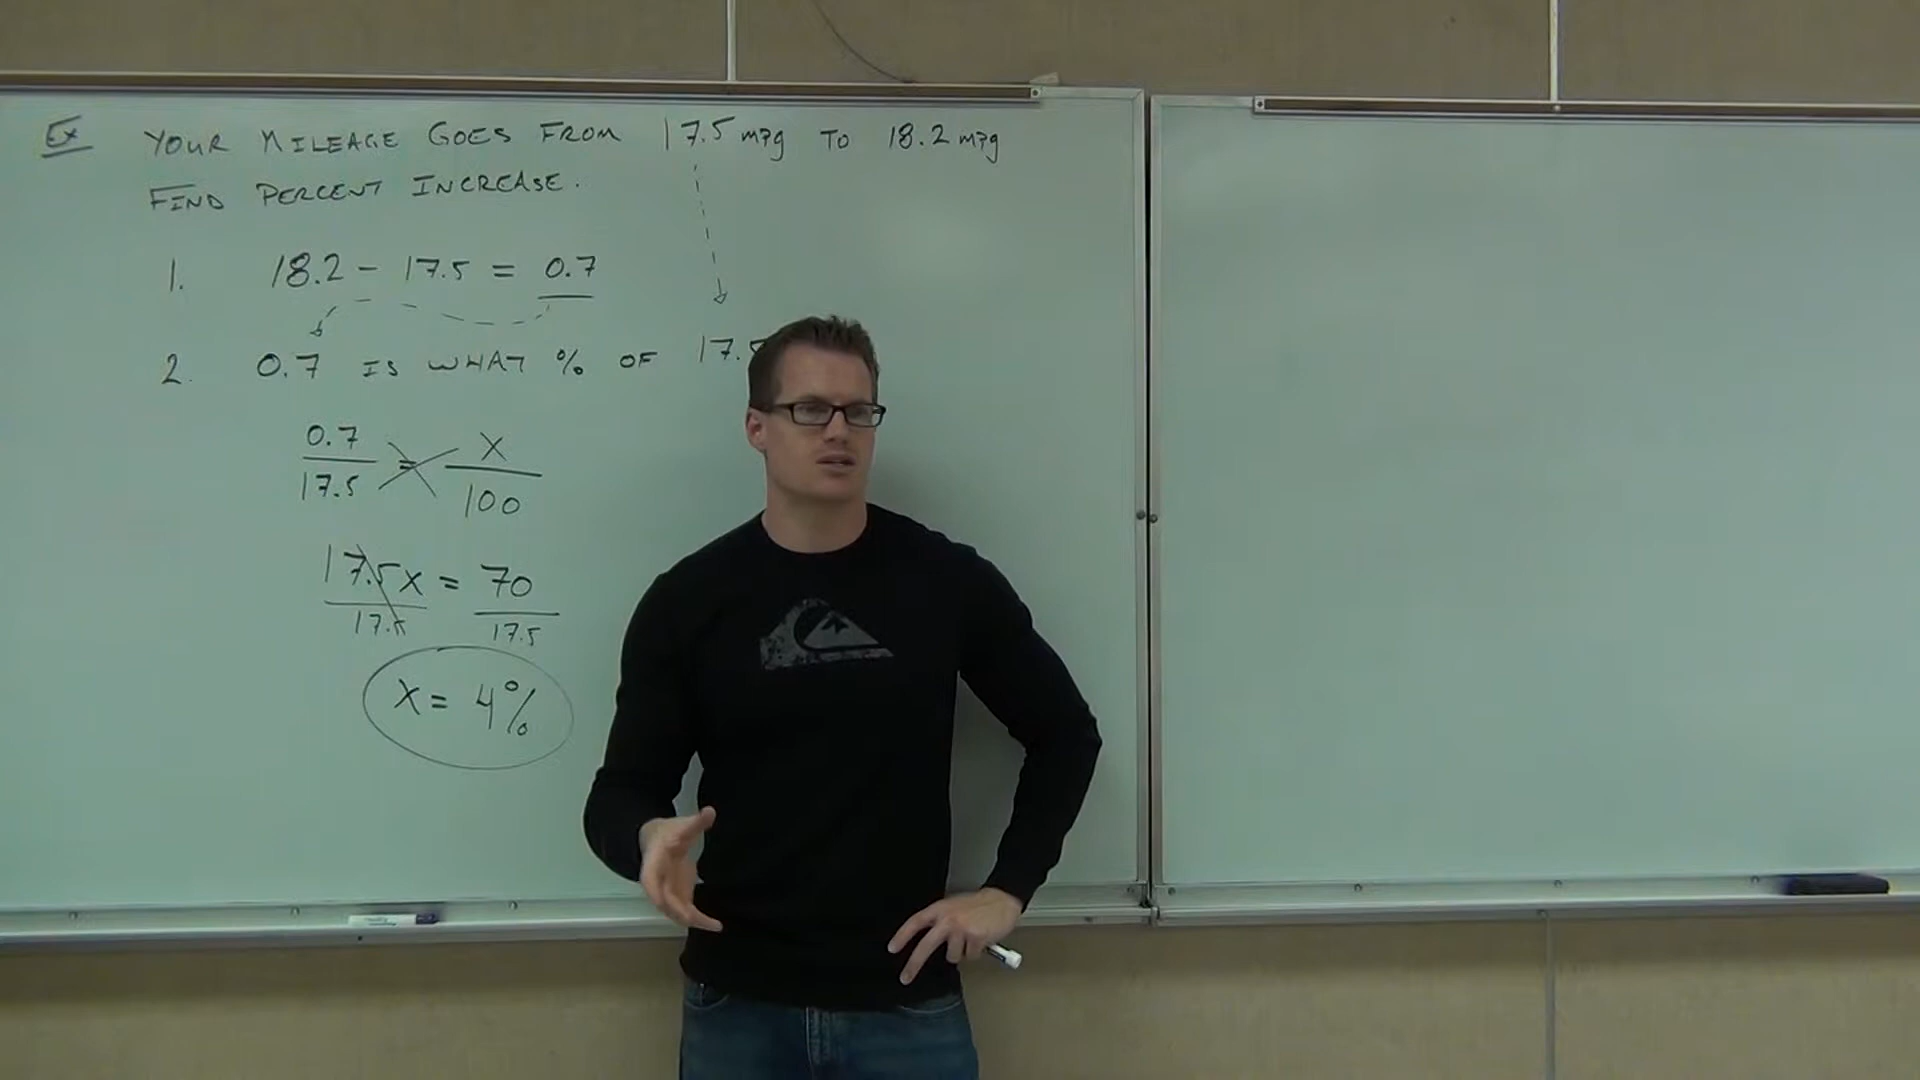 Ex YOUR MILEAGE GOES FROM 17.5 mpg TO 18.2 mpg
FIND PERCENT INCREASE.
1. 18.2 - 17.5 = 0.7
2. 0.7 IS WHAT % OF 17.5
0.7 / 17.5 = X / 100
17.5x / 17.5 = 70 / 17.5
X = 4%